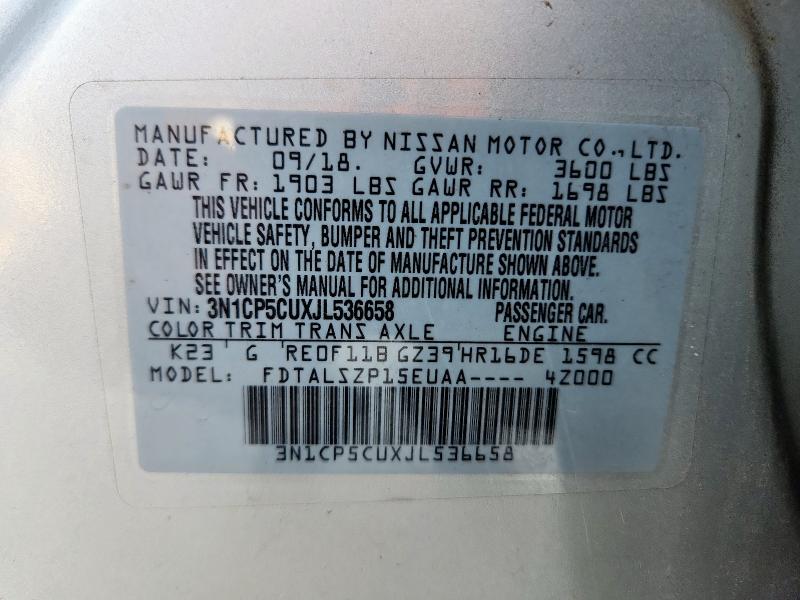 MANUFACTURED BY NISSAN MOTOR CO., LTD.
DATE: 09/18. GVWR: 3600 LBS
GAWR FR: 1903 LBS GAWR RR: 1698 LBS
THIS VEHICLE CONFORMS TO ALL APPLICABLE FEDERAL MOTOR
VEHICLE SAFETY, BUMPER AND THEFT PREVENTION STANDARDS
IN EFFECT ON THE DATE OF MANUFACTURE SHOWN ABOVE.
SEE OWNER'S MANUAL FOR ADDITIONAL INFORMATION.
VIN: 3N1CP5CUXJL536658 PASSENGER CAR.
COLOR TRIM TRANS AXLE ENGINE
K23 G RE0F11B GZ39 HR16DE 1598 CC
MODEL: FDTALSZP15EUAA---- 4Z000
3N1CP5CUXJL536658